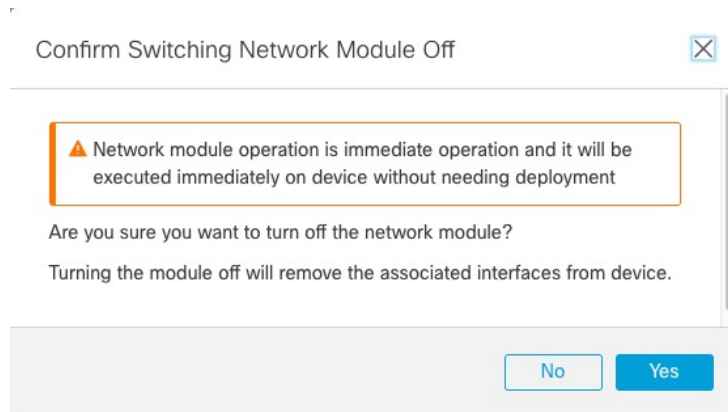 Confirm Switching Network Module Off
Network module operation is immediate operation and it will be
executed immediately on device without needing deployment
Are you sure you want to turn off the network module?
Turning the module off will remove the associated interfaces from device.
No
Yes